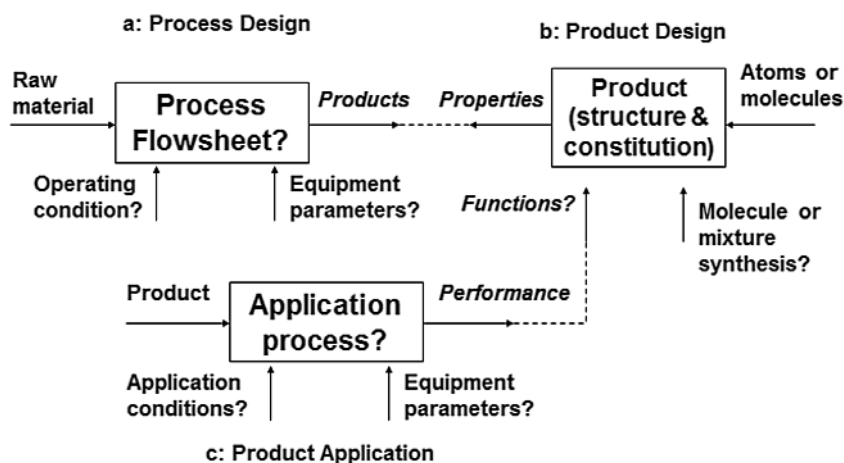 a: Process Design
b: Product Design
Raw
material
Process
Flowsheet?
Products
Properties
Product
(structure &
constitution)
Atoms or
molecules
Operating
condition?
Equipment
parameters?
Functions?
Molecule or
mixture
synthesis?
Product
Application
process?
Performance
Application
conditions?
Equipment
parameters?
c: Product Application